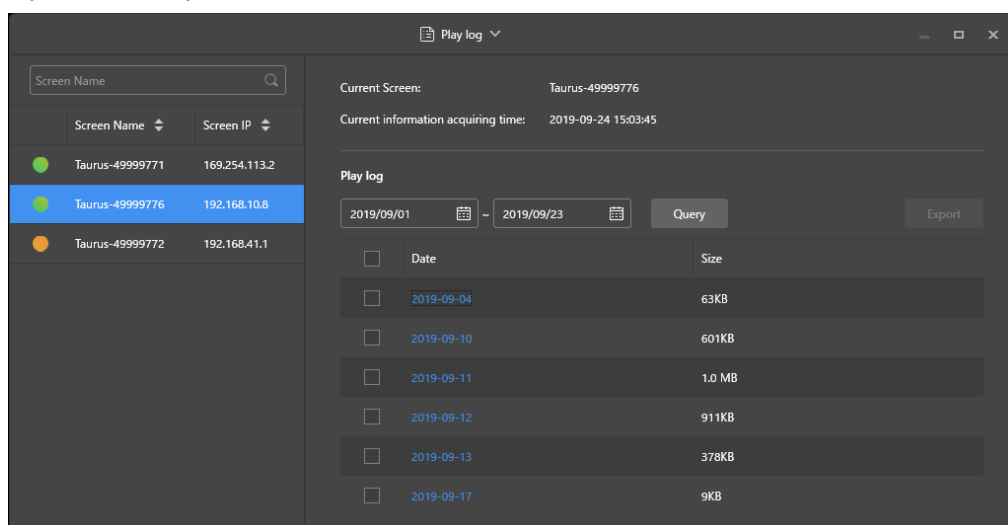 Play log
Screen Name
Screen Name Screen IP
Taurus-49999771 169.254.113.2
Taurus-49999776 192.168.10.8
Taurus-49999772 192.168.41.1
Current Screen: Taurus-49999776
Current information acquiring time: 2019-09-24 15:03:45
Play log
2019/09/01 ~ 2019/09/23 Query Export
Date Size
2019-09-04 63KB
2019-09-10 601KB
2019-09-11 1.0 MB
2019-09-12 911KB
2019-09-13 378KB
2019-09-17 9KB